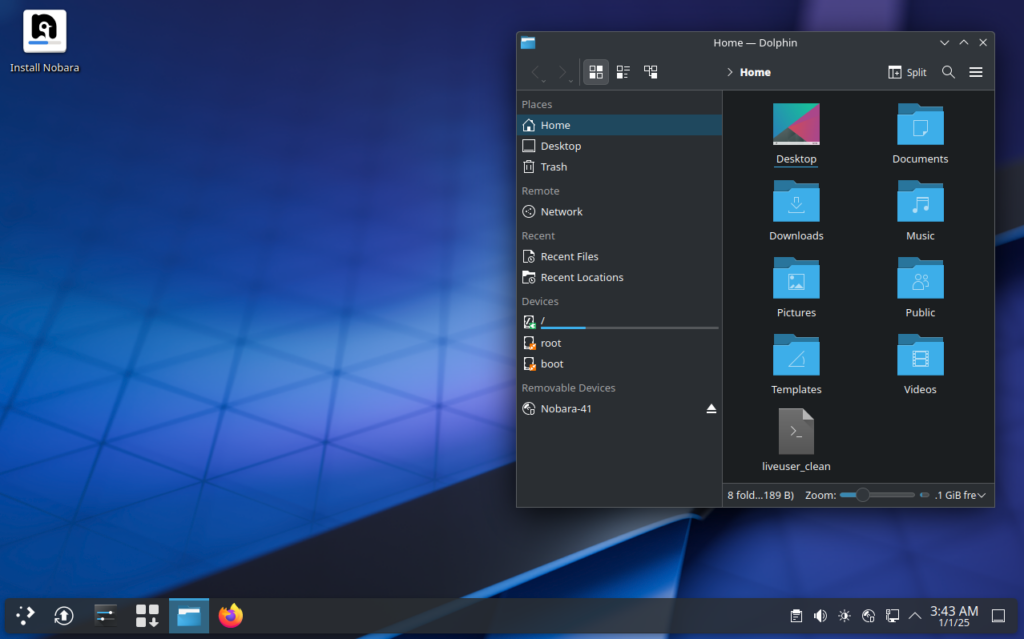 Install Nobara
Home — Dolphin
Home
Split
Places
Home
Desktop
Trash
Remote
Network
Recent
Recent Files
Recent Locations
Devices
/
root
boot
Removable Devices
Nobara-41
Desktop
Documents
Downloads
Music
Pictures
Public
Templates
Videos
liveuser_clean
8 fold...189 B)
Zoom:
.1 GiB fre
3:43 AM
1/1/25